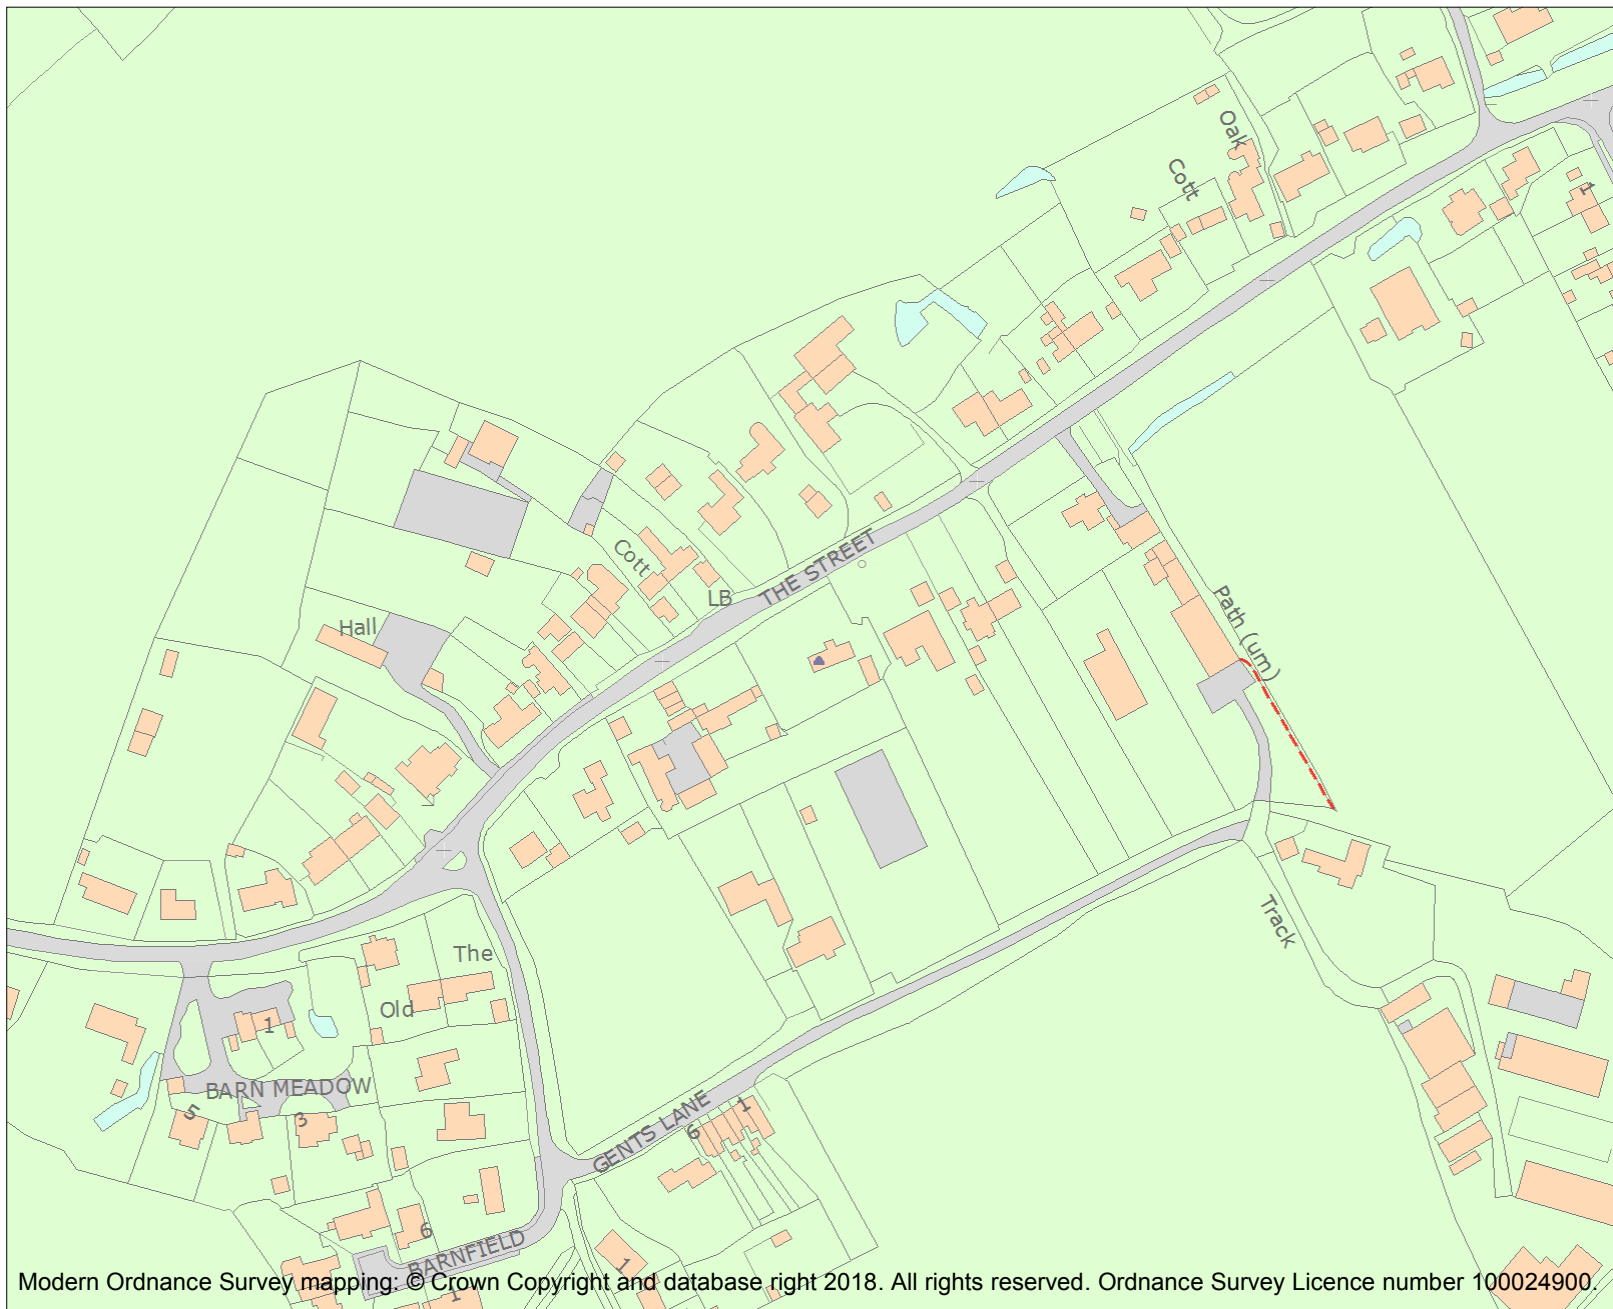 Oak
Cott
1
Cott
THE STREET
LB
Hall
Path (um)
Track
The
Old
1
BARN MEADOW
5
3
6
BARNFIELD
GENTS LANE
6
1
1
1
Modern Ordnance Survey mapping: © Crown Copyright and database right 2018. All rights reserved. Ordnance Survey Licence number 100024900.